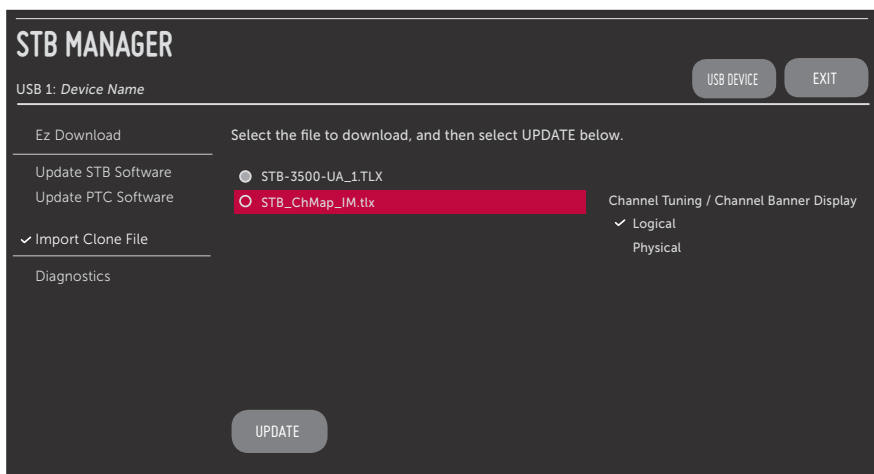 STB MANAGER
USB 1: Device Name
USB DEVICE
EXIT
Ez Download
Update STB Software
Update PTC Software
Import Clone File
Diagnostics
Select the file to download, and then select UPDATE below.
STB-3500-UA_1.TLX
STB_ChMap_IM.tlx
Channel Tuning / Channel Banner Display
Logical
Physical
UPDATE